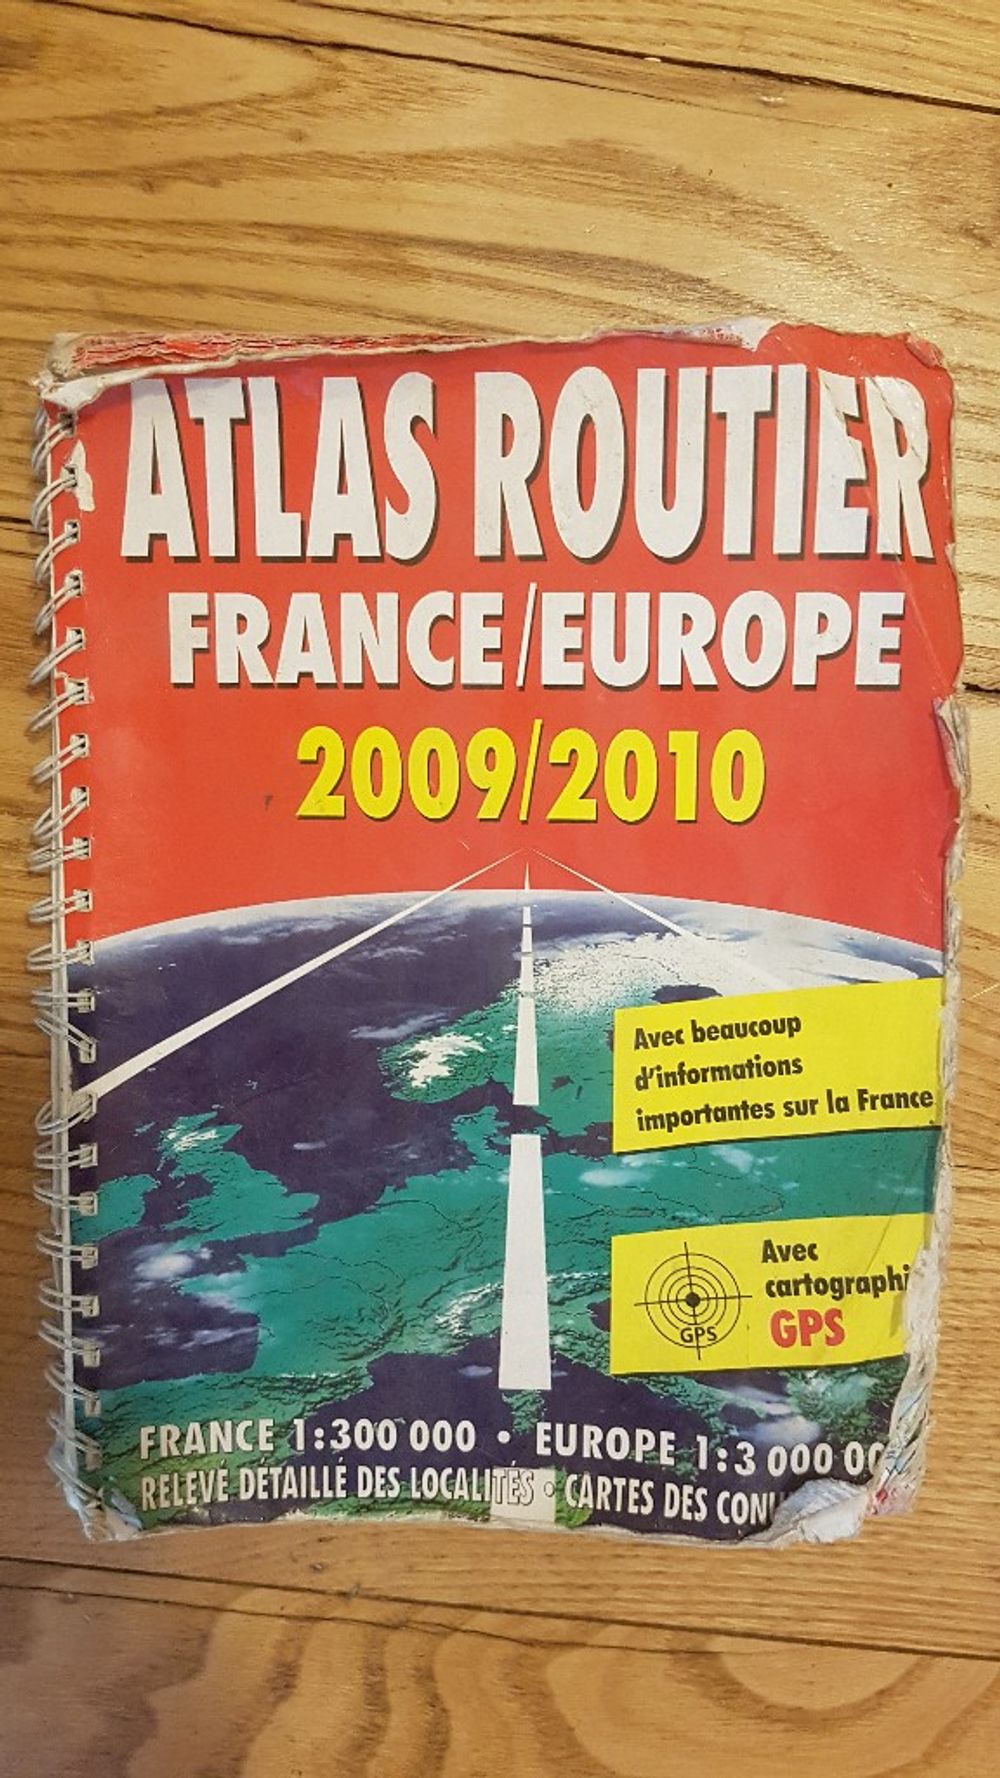 ATLAS ROUTIER
FRANCE/EUROPE
2009/2010
Avec beaucoup
d'informations
importantes sur la France
Avec
cartographi
GPS
GPS
FRANCE 1:300 000 • EUROPE 1:3 000 00
RELEVÉ DÉTAILLÉ DES LOCALITÉS • CARTES DES